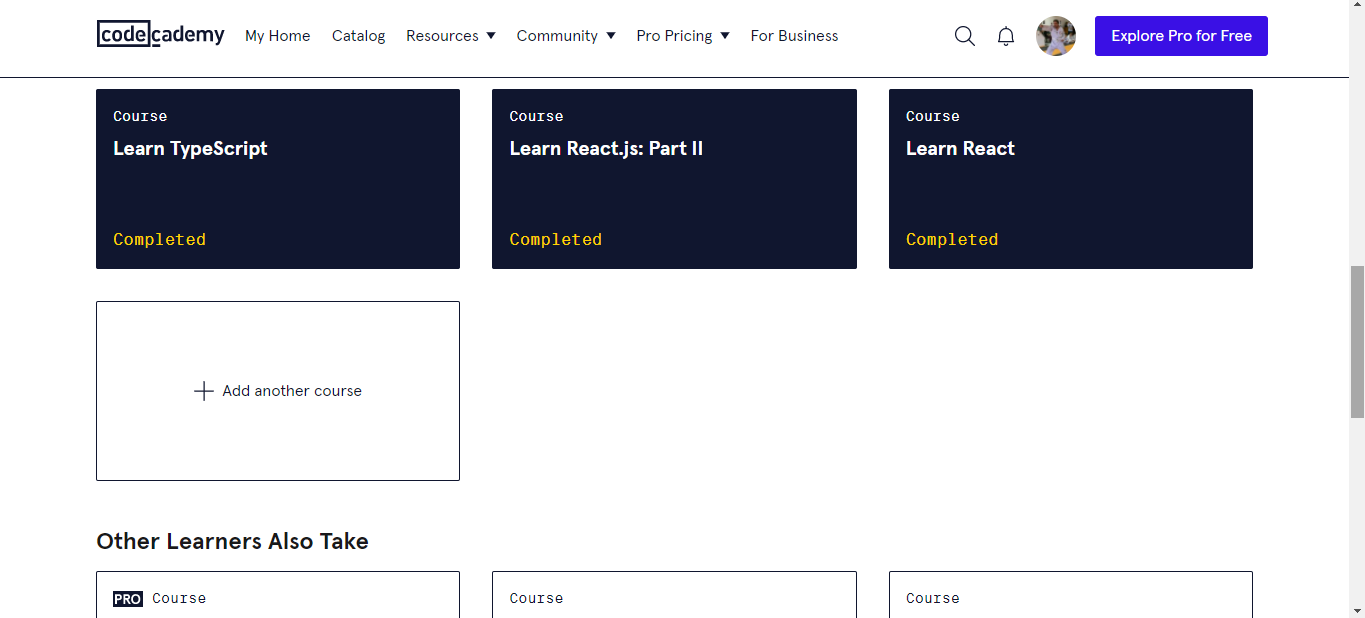 codecademy My Home Catalog Resources Community Pro Pricing For Business Explore Pro for Free
Course Course Course
Learn TypeScript Learn React.js: Part II Learn React
Completed Completed Completed
Add another course
Other Learners Also Take
PRO Course Course Course